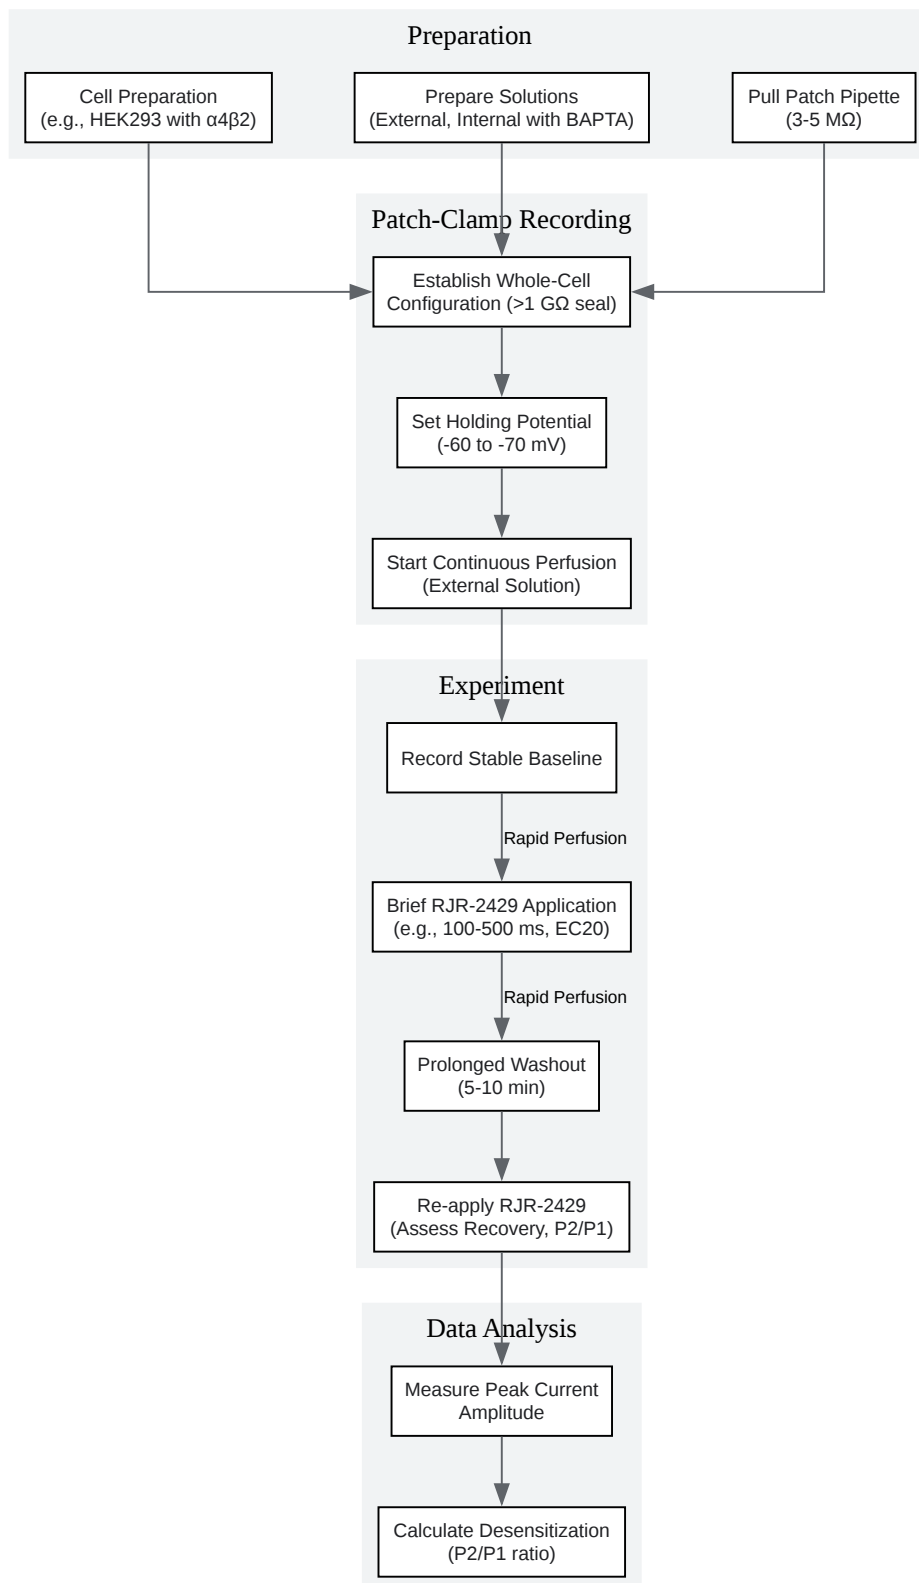 Preparation
Cell Preparation
(e.g., HEK293 with α4β2)
Prepare Solutions
(External, Internal with BAPTA)
Pull Patch Pipette
(3-5 MΩ)
Patch-Clamp Recording
Establish Whole-Cell
Configuration (>1 GΩ seal)
Set Holding Potential
(-60 to -70 mV)
Start Continuous Perfusion
(External Solution)
Experiment
Record Stable Baseline
Rapid Perfusion
Brief RJR-2429 Application
(e.g., 100-500 ms, EC20)
Rapid Perfusion
Prolonged Washout
(5-10 min)
Re-apply RJR-2429
(Assess Recovery, P2/P1)
Data Analysis
Measure Peak Current
Amplitude
Calculate Desensitization
(P2/P1 ratio)